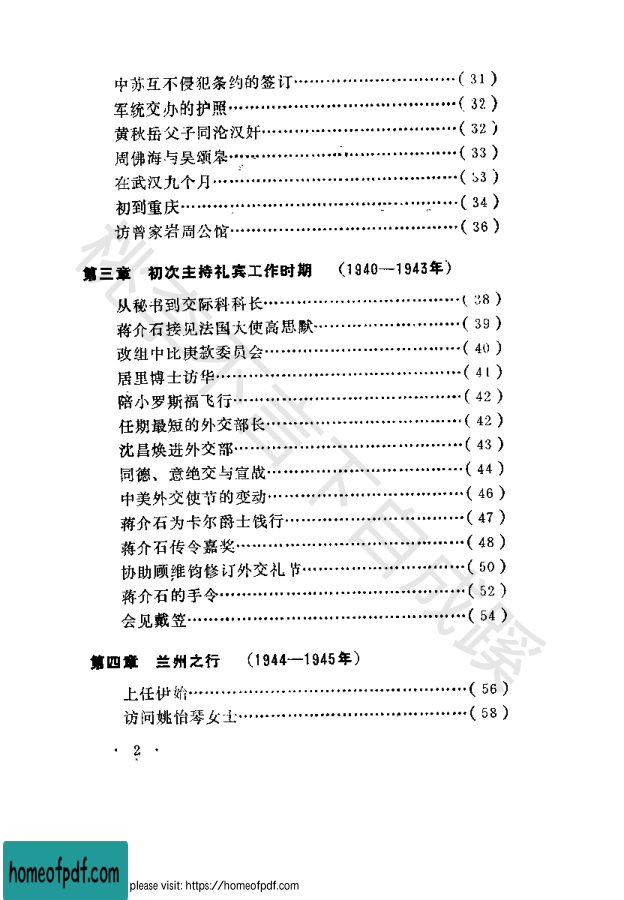 中苏互不侵犯条约的签订…………………………( 31 )
军统交办的护照……………………………………( 32 )
黄秋岳父子同沦汉奸………………………………( 32 )
周佛海与吴颂皋……………………………………( 33 )
在武汉九个月………………………………………( 33 )
初到重庆……………………………………………( 34 )
访曾家岩周公馆……………………………………( 36 )
第三章 初次主持礼宾工作时期 (1940—1943年)
从秘书到交际科科长………………………………( 38 )
蒋介石接见法国大使高思默………………………( 39 )
改组中比庚款委员会………………………………( 40 )
居里博士访华………………………………………( 41 )
陪小罗斯福飞行……………………………………( 42 )
任期最短的外交部长………………………………( 42 )
沈昌焕进外交部……………………………………( 43 )
同德、意绝交与宣战………………………………( 44 )
中美外交使节的变动………………………………( 46 )
蒋介石为卡尔爵士饯行……………………………( 47 )
蒋介石传令嘉奖……………………………………( 48 )
协助顾维钧修订外交礼节…………………………( 50 )
蒋介石的手令………………………………………( 52 )
会见戴笠……………………………………………( 54 )
第四章 兰州之行 (1944—1945年)
上任伊始……………………………………………( 56 )
访问姚怡琴女士……………………………………( 58 )
· 2 ·
桃李不言下自成蹊
homeofpdf.com
please visit: https://homeofpdf.com